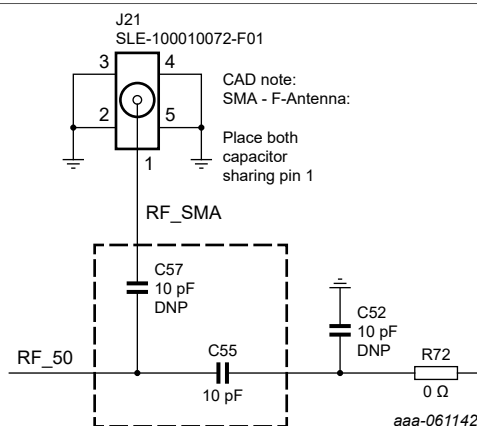 J21
SLE-100010072-F01
3
4
2
5
1
CAD note:
SMA - F-Antenna:
Place both
capacitor
sharing pin 1
RF_SMA
C57
10 pF
DNP
C52
10 pF
DNP
RF_50
C55
10 pF
R72
0 Ω
aaa-061142